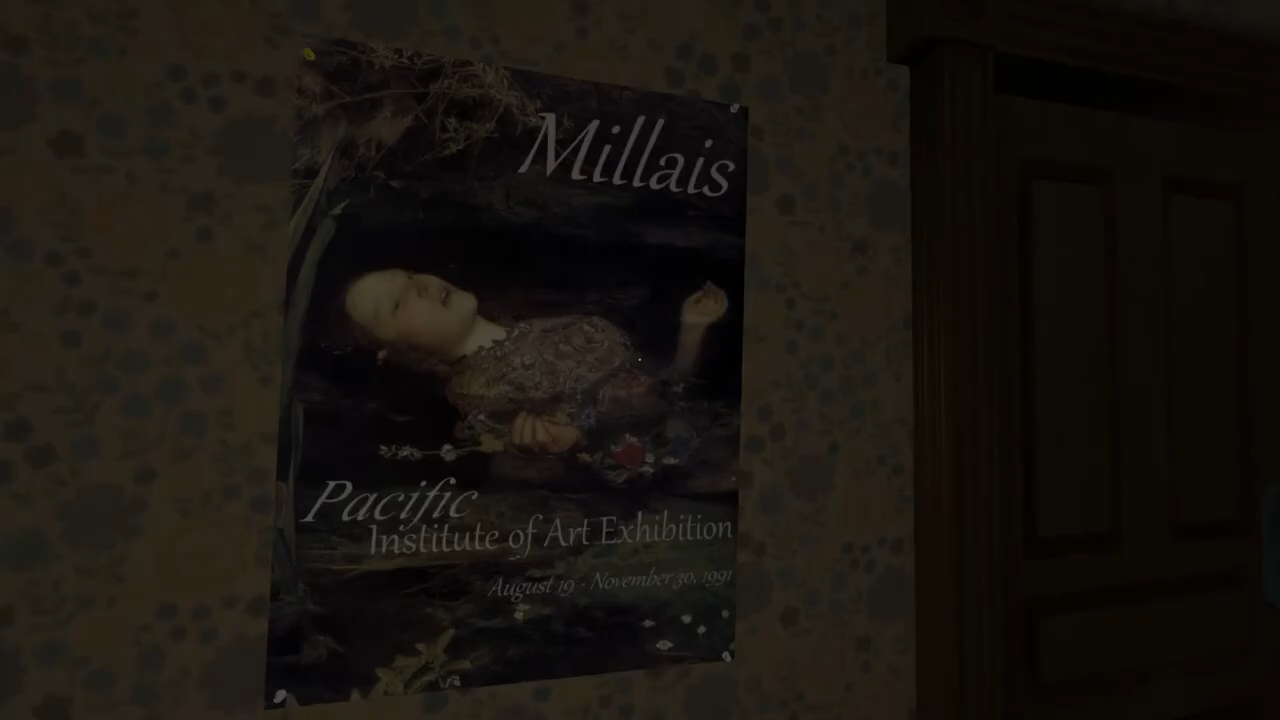 Millais
Pacific
Institute of Art Exhibition
August 19 - November 30, 1991